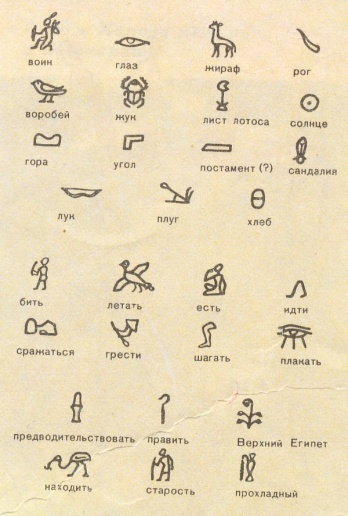 воин глаз жираф рог
воробей жук лист лотоса солнце
гора угол постамент (?) сандалия
лук плуг хлеб
бить летать есть идти
сражаться грести шагать плакать
предводительствовать править Верхний Египет
находить старость прохладный